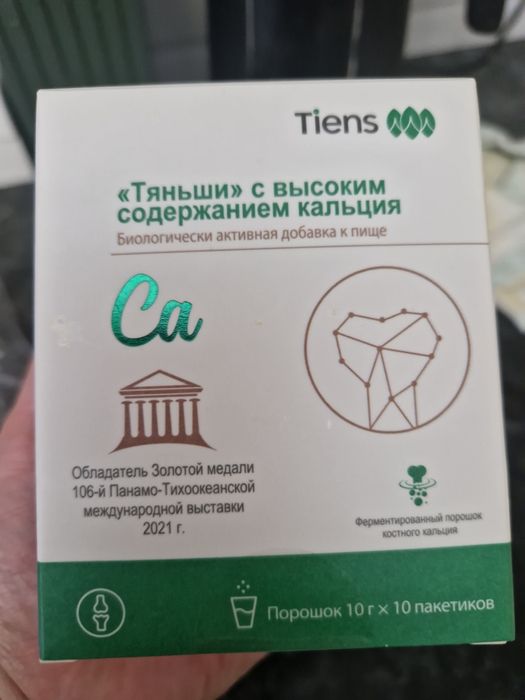 Tiens
«Тяньши» с высоким
содержанием кальция
Биологически активная добавка к пище
Ca
Обладатель Золотой медали
106-й Панамо-Тихоокеанской
международной выставки
2021 г.
Ферментированный порошок
костного кальция
Порошок 10 г × 10 пакетиков